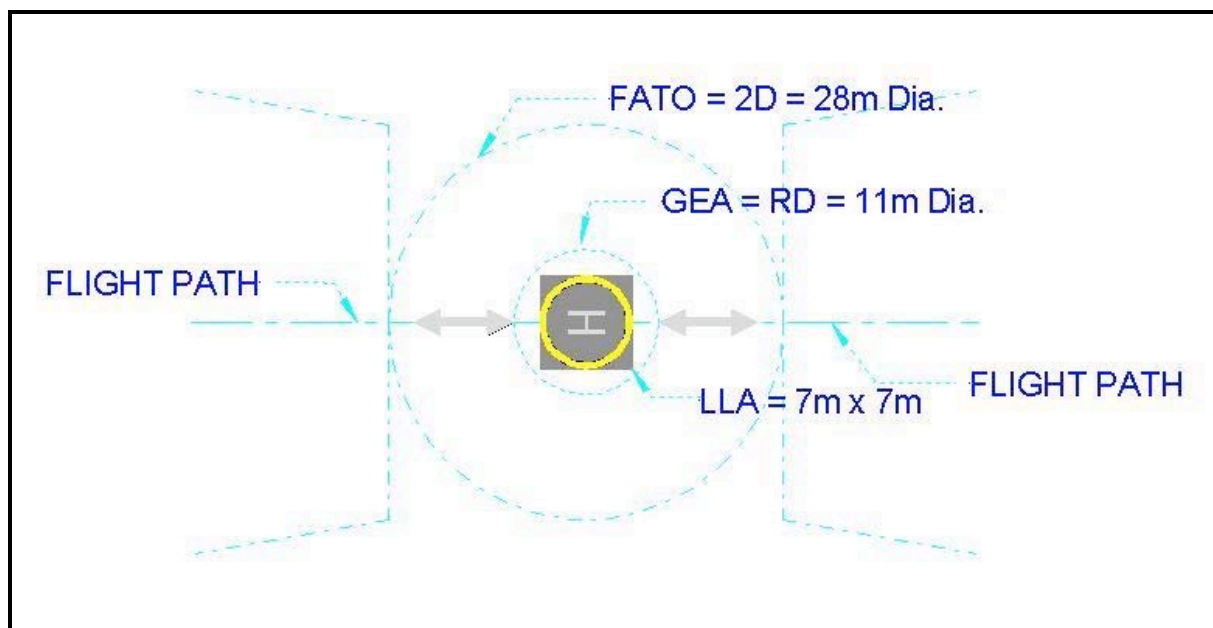 FATO = 2D = 28m Dia.
GEA = RD = 11m Dia.
FLIGHT PATH
H
LLA = 7m x 7m
FLIGHT PATH